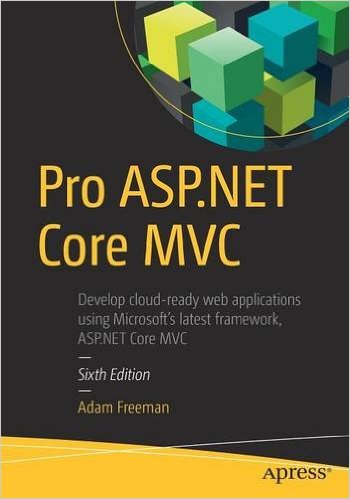 Pro ASP.NET
Core MVC
Develop cloud-ready web applications
using Microsoft's latest framework,
ASP.NET Core MVC
Sixth Edition
Adam Freeman
Apress®